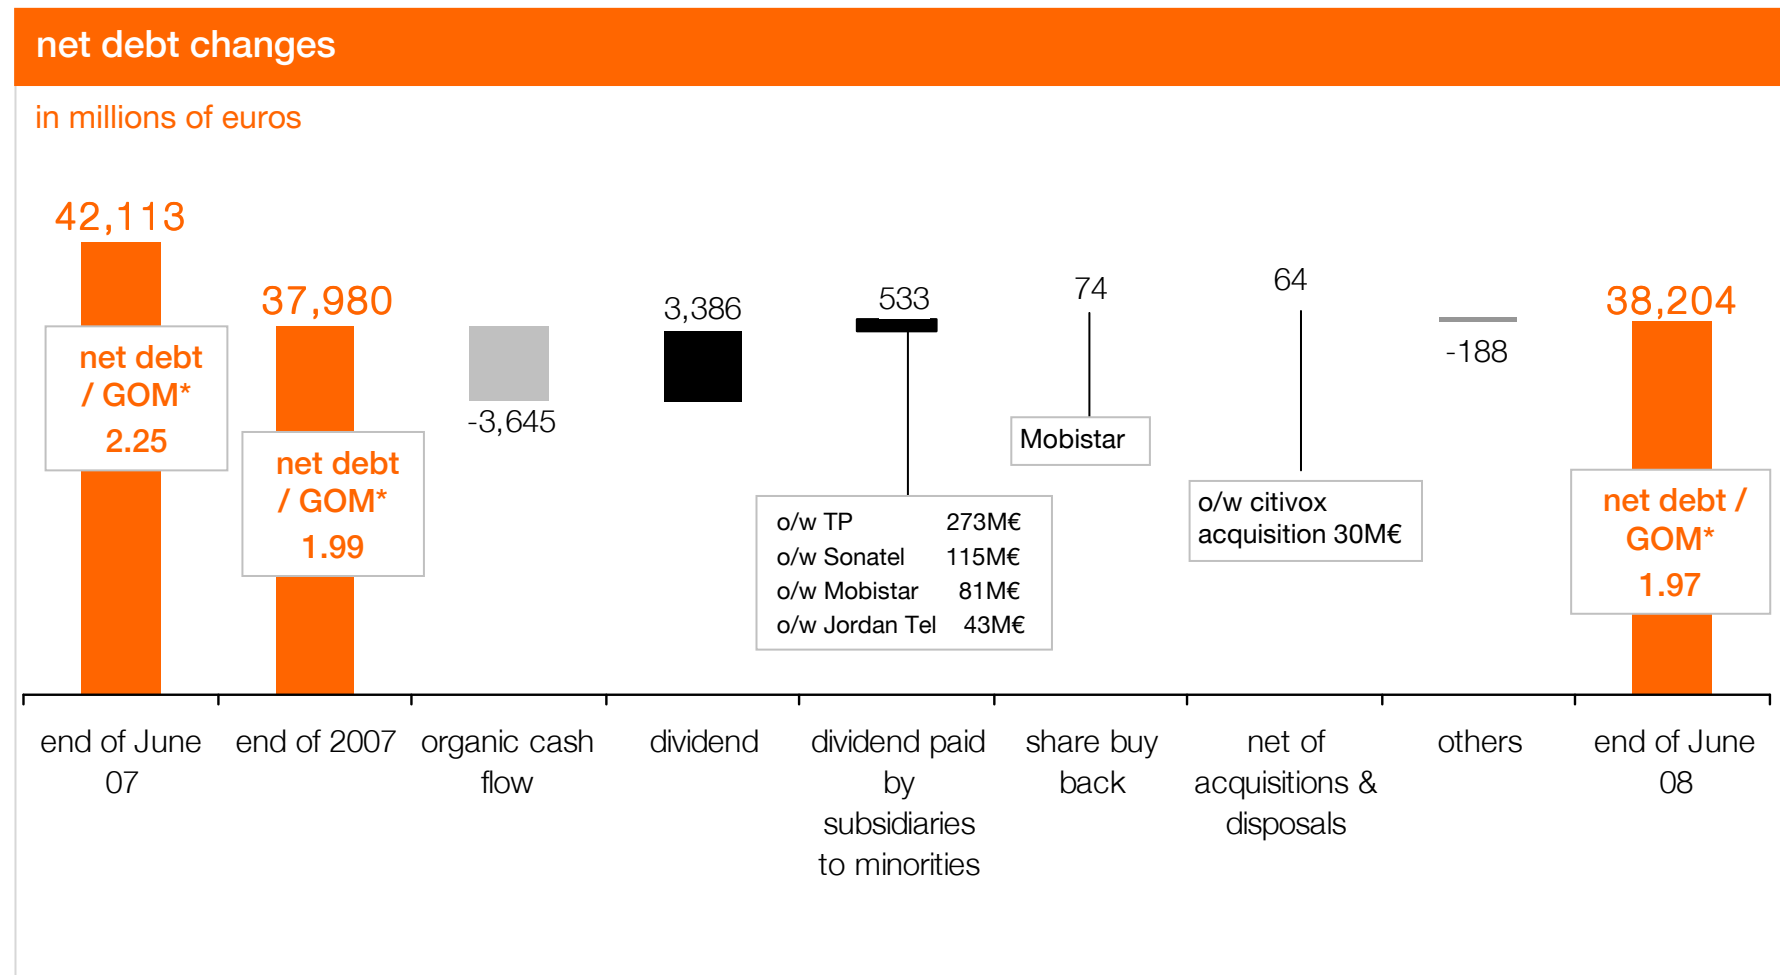 net debt changes
in millions of euros
42,113
net debt
/ GOM*
2.25
37,980
net debt
/ GOM*
1.99
-3,645
3,386
533
o/w TP 273M€
o/w Sonatel 115M€
o/w Mobistar 81M€
o/w Jordan Tel 43M€
74
Mobistar
64
o/w citivox
acquisition 30M€
-188
38,204
net debt /
GOM*
1.97
end of June
07
end of 2007
organic cash
flow
dividend
dividend paid
by
subsidiaries
to minorities
share buy
back
net of
acquisitions &
disposals
others
end of June
08